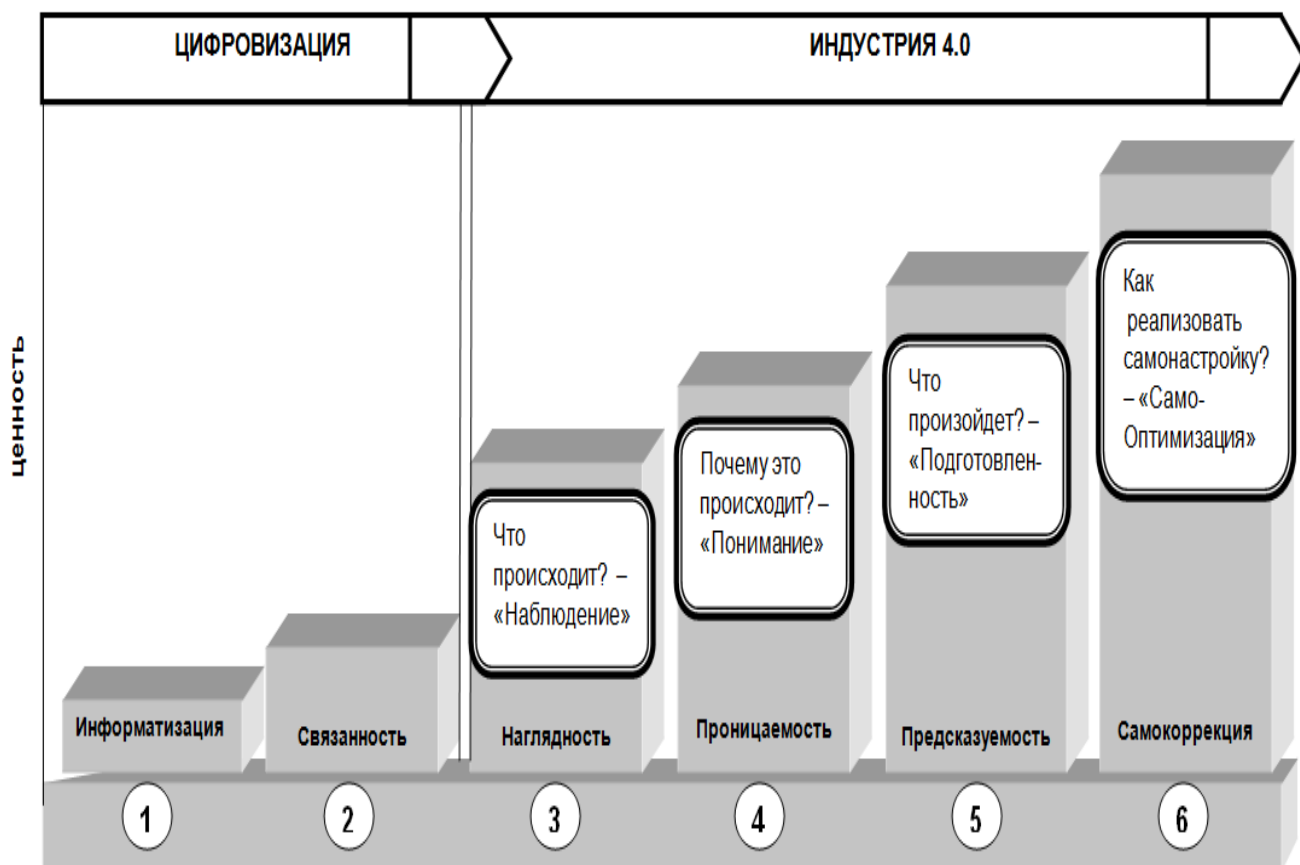 ЦИФРОВИЗАЦИЯ
ИНДУСТРИЯ 4.0
ценность
Информатизация
Связанность
Что
происходит? –
«Наблюдение»
Наглядность
Почему это
происходит? –
«Понимание»
Проницаемость
Что
произойдет? –
«Подготовлен-
ность»
Предсказуемость
Как
реализовать
самонастройку?
– «Само-
Оптимизация»
Самокоррекция
1
2
3
4
5
6